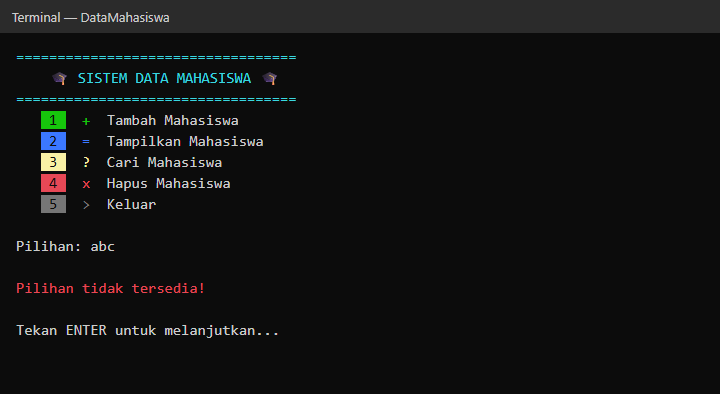 Terminal — DataMahasiswa
==================================
🎓 SISTEM DATA MAHASISWA 🎓
==================================
1 + Tambah Mahasiswa
2 = Tampilkan Mahasiswa
3 ? Cari Mahasiswa
4 x Hapus Mahasiswa
5 > Keluar
Pilihan: abc
Pilihan tidak tersedia!
Tekan ENTER untuk melanjutkan...